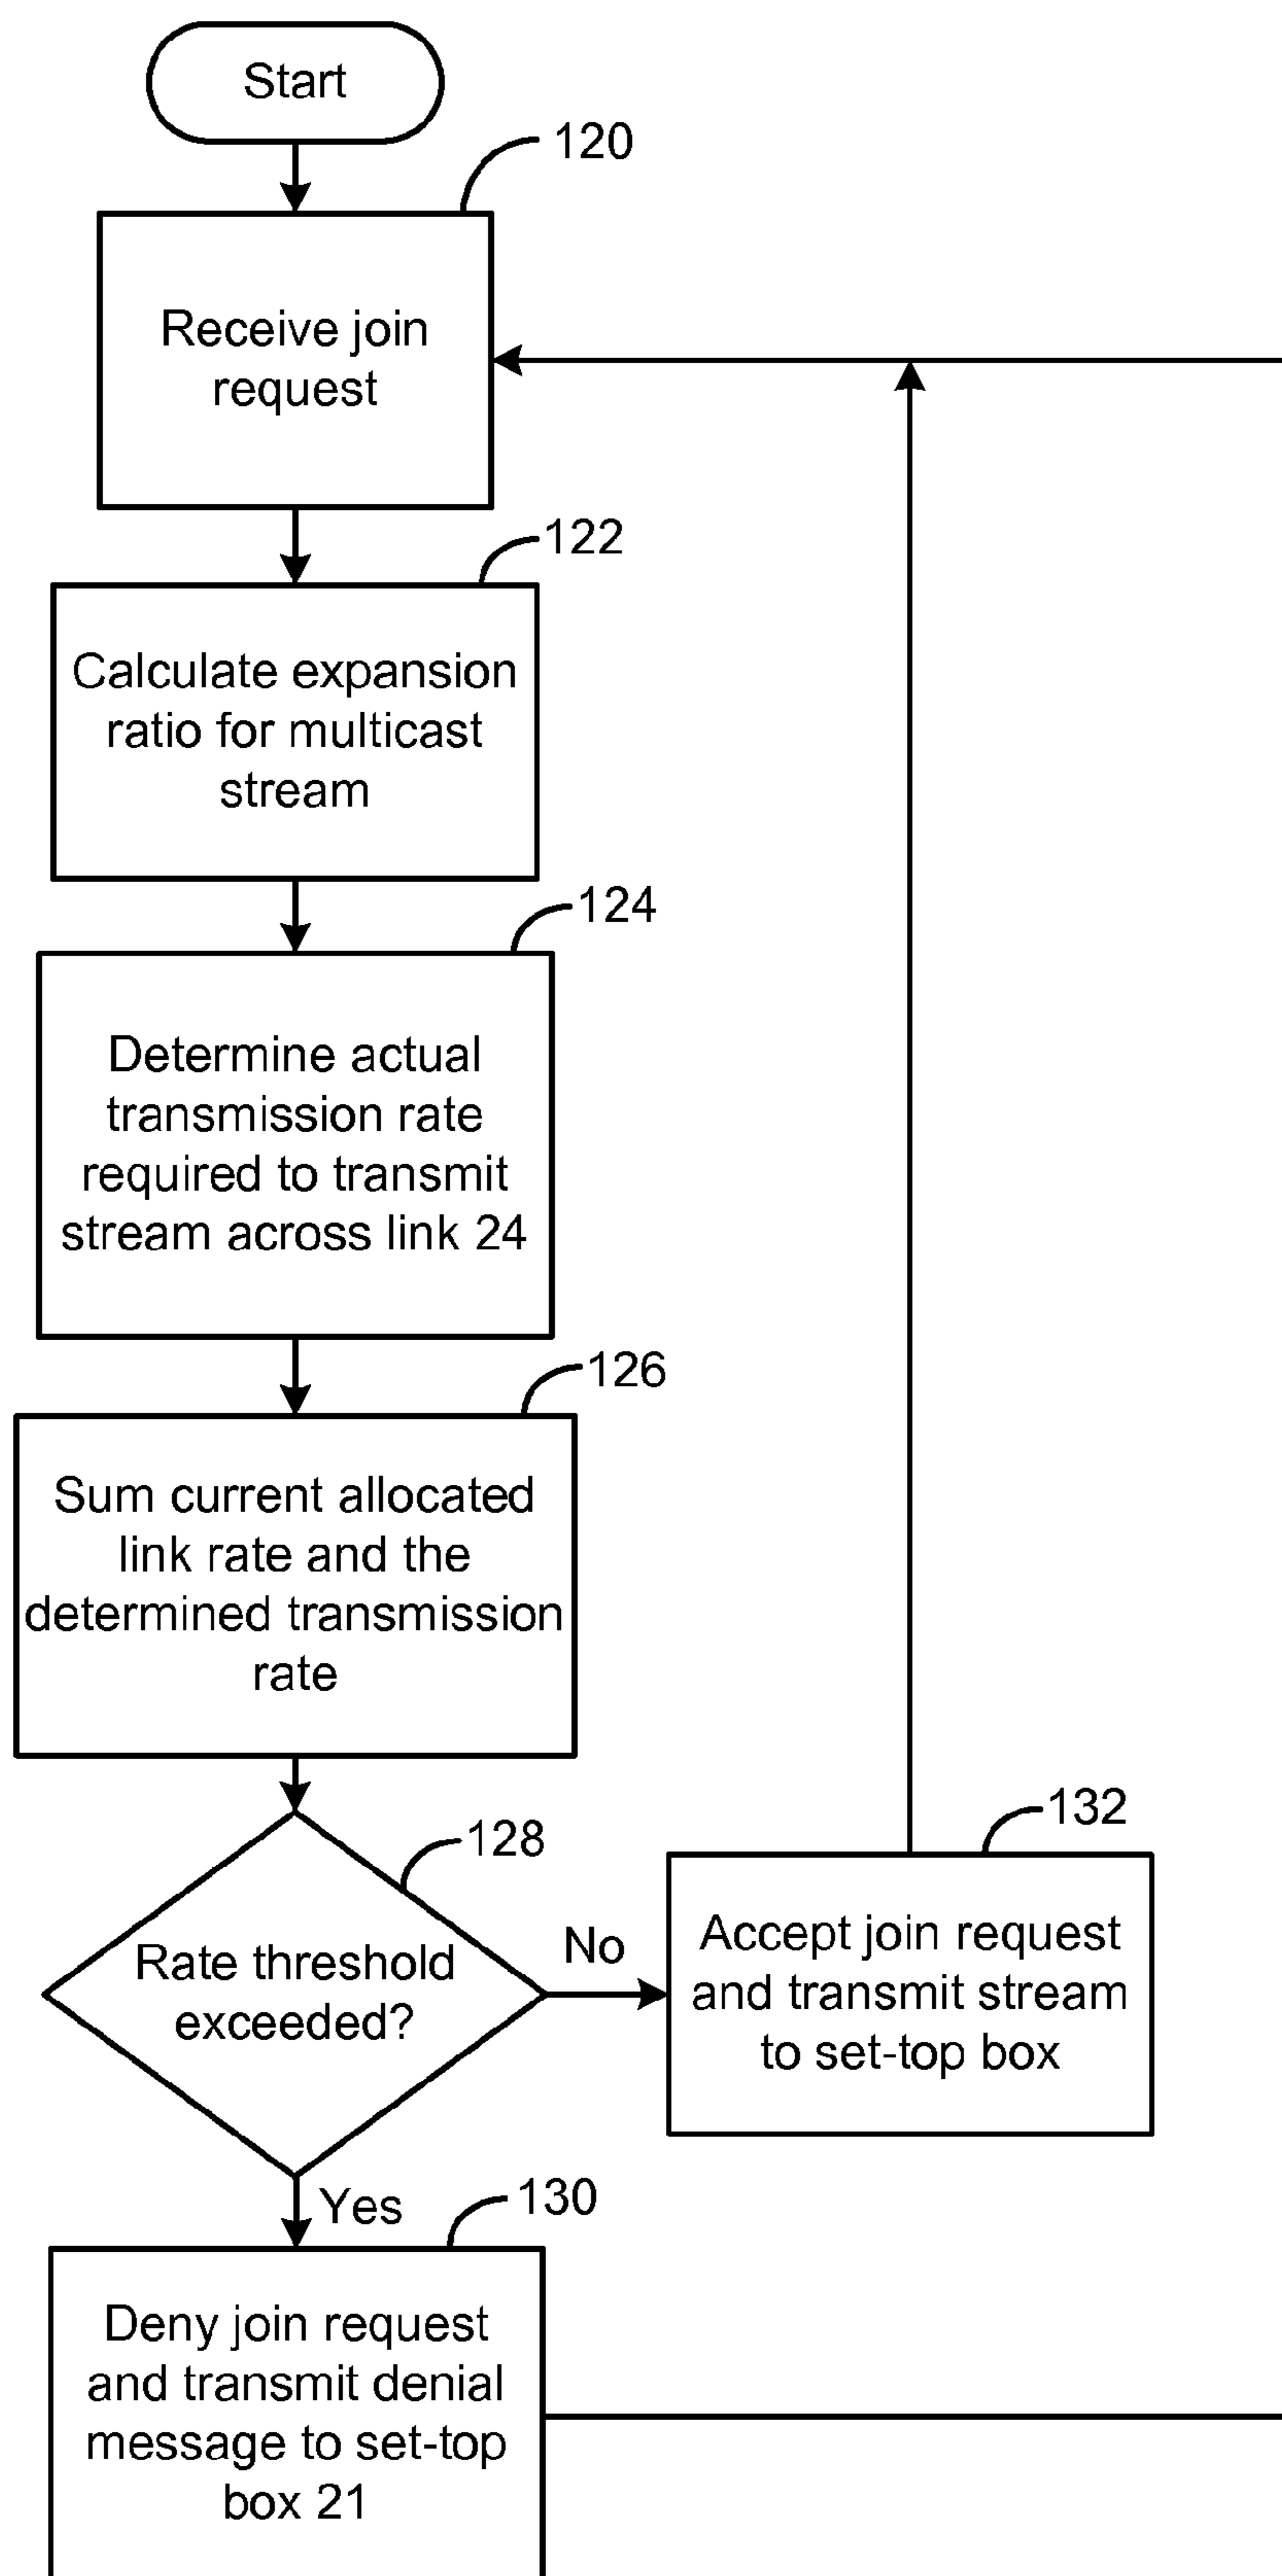 Start
120
Receive join
request
122
Calculate expansion
ratio for multicast
stream
124
Determine actual
transmission rate
required to transmit
stream across link 24
126
Sum current allocated
link rate and the
determined transmission
rate
128
Rate threshold
exceeded?
No
132
Accept join request
and transmit stream
to set-top box
Yes
130
Deny join request
and transmit denial
message to set-top
box 21